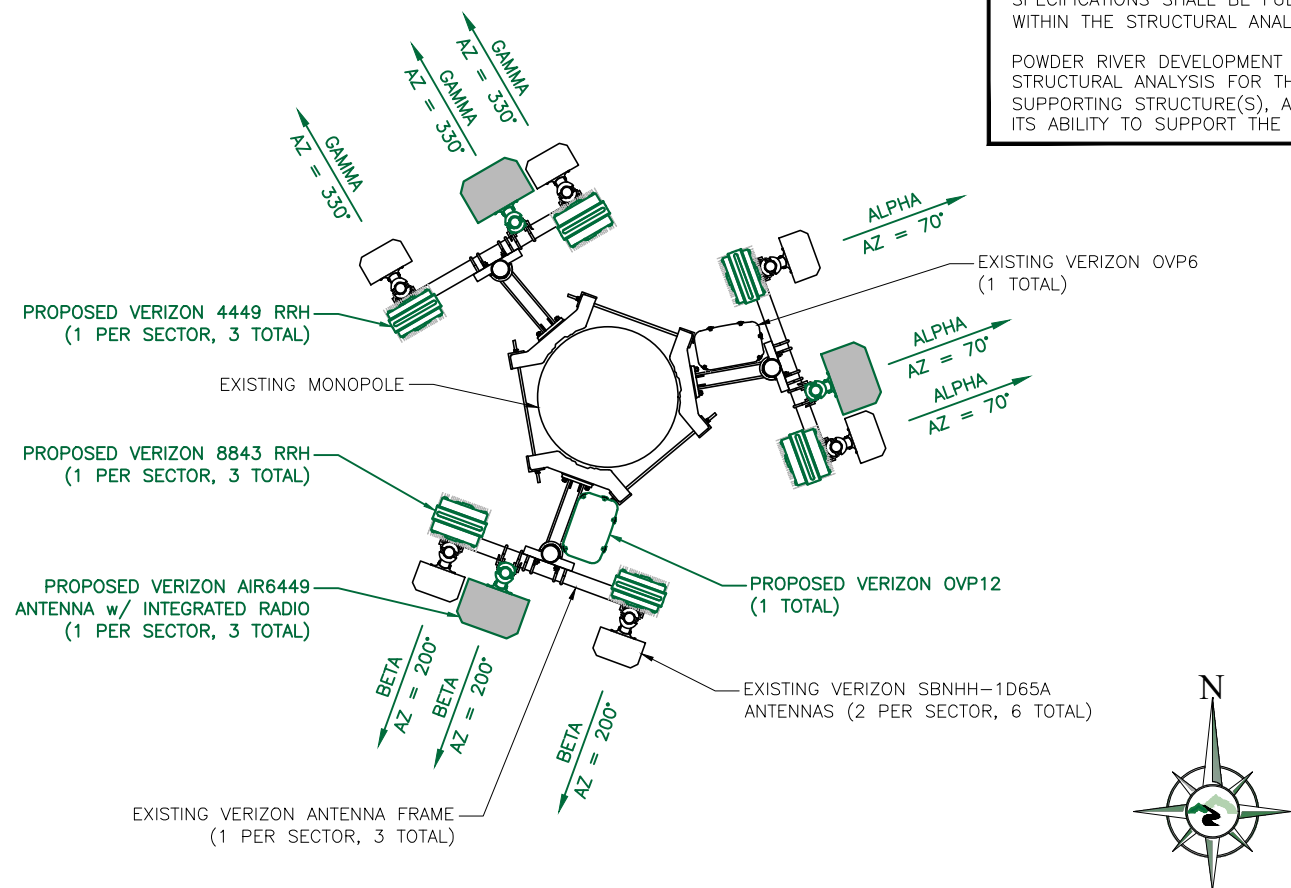 SPECIFICATIONS SHALL BE
WITHIN THE STRUCTURAL
POWDER RIVER DEVELOPMENT
STRUCTURAL ANALYSIS FOR
SUPPORTING STRUCTURE(S),
ITS ABILITY TO SUPPORT THE
GAMMA
AZ = 330°
GAMMA
AZ = 330°
GAMMA
AZ = 330°
ALPHA
AZ = 70°
EXISTING VERIZON OVP6
(1 TOTAL)
PROPOSED VERIZON 4449 RRH
(1 PER SECTOR, 3 TOTAL)
ALPHA
AZ = 70°
EXISTING MONOPOLE
ALPHA
AZ = 70°
PROPOSED VERIZON 8843 RRH
(1 PER SECTOR, 3 TOTAL)
PROPOSED VERIZON AIR6449
ANTENNA w/ INTEGRATED RADIO
(1 PER SECTOR, 3 TOTAL)
PROPOSED VERIZON OVP12
(1 TOTAL)
BETA
AZ = 200°
BETA
AZ = 200°
BETA
AZ = 200°
EXISTING VERIZON SBNHH-1D65A
ANTENNAS (2 PER SECTOR, 6 TOTAL)
N
EXISTING VERIZON ANTENNA FRAME
(1 PER SECTOR, 3 TOTAL)